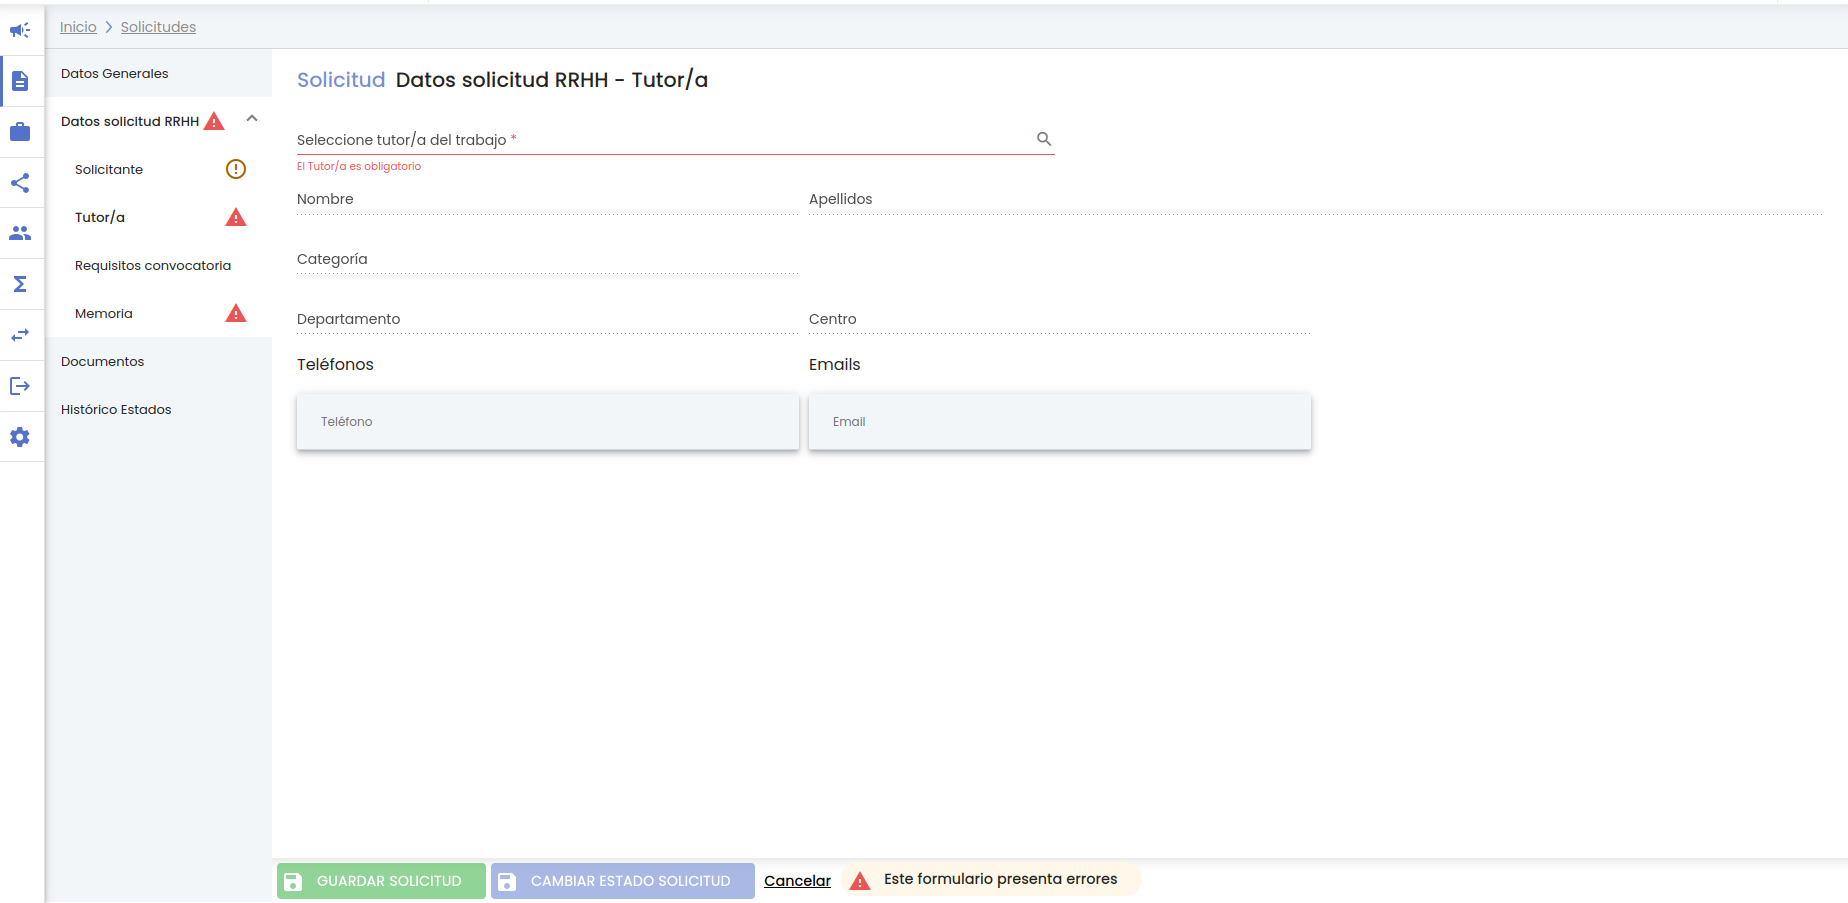 Inicio > Solicitudes
Datos Generales
Datos solicitud RRHH
Solicitante
Tutor/a
Requisitos convocatoria
Memoria
Documentos
Histórico Estados
Solicitud Datos solicitud RRHH - Tutor/a
Seleccione tutor/a del trabajo *
El Tutor/a es obligatorio
Nombre Apellidos
Categoría
Departamento Centro
Teléfonos Emails
Teléfono Email
GUARDAR SOLICITUD CAMBIAR ESTADO SOLICITUD Cancelar Este formulario presenta errores